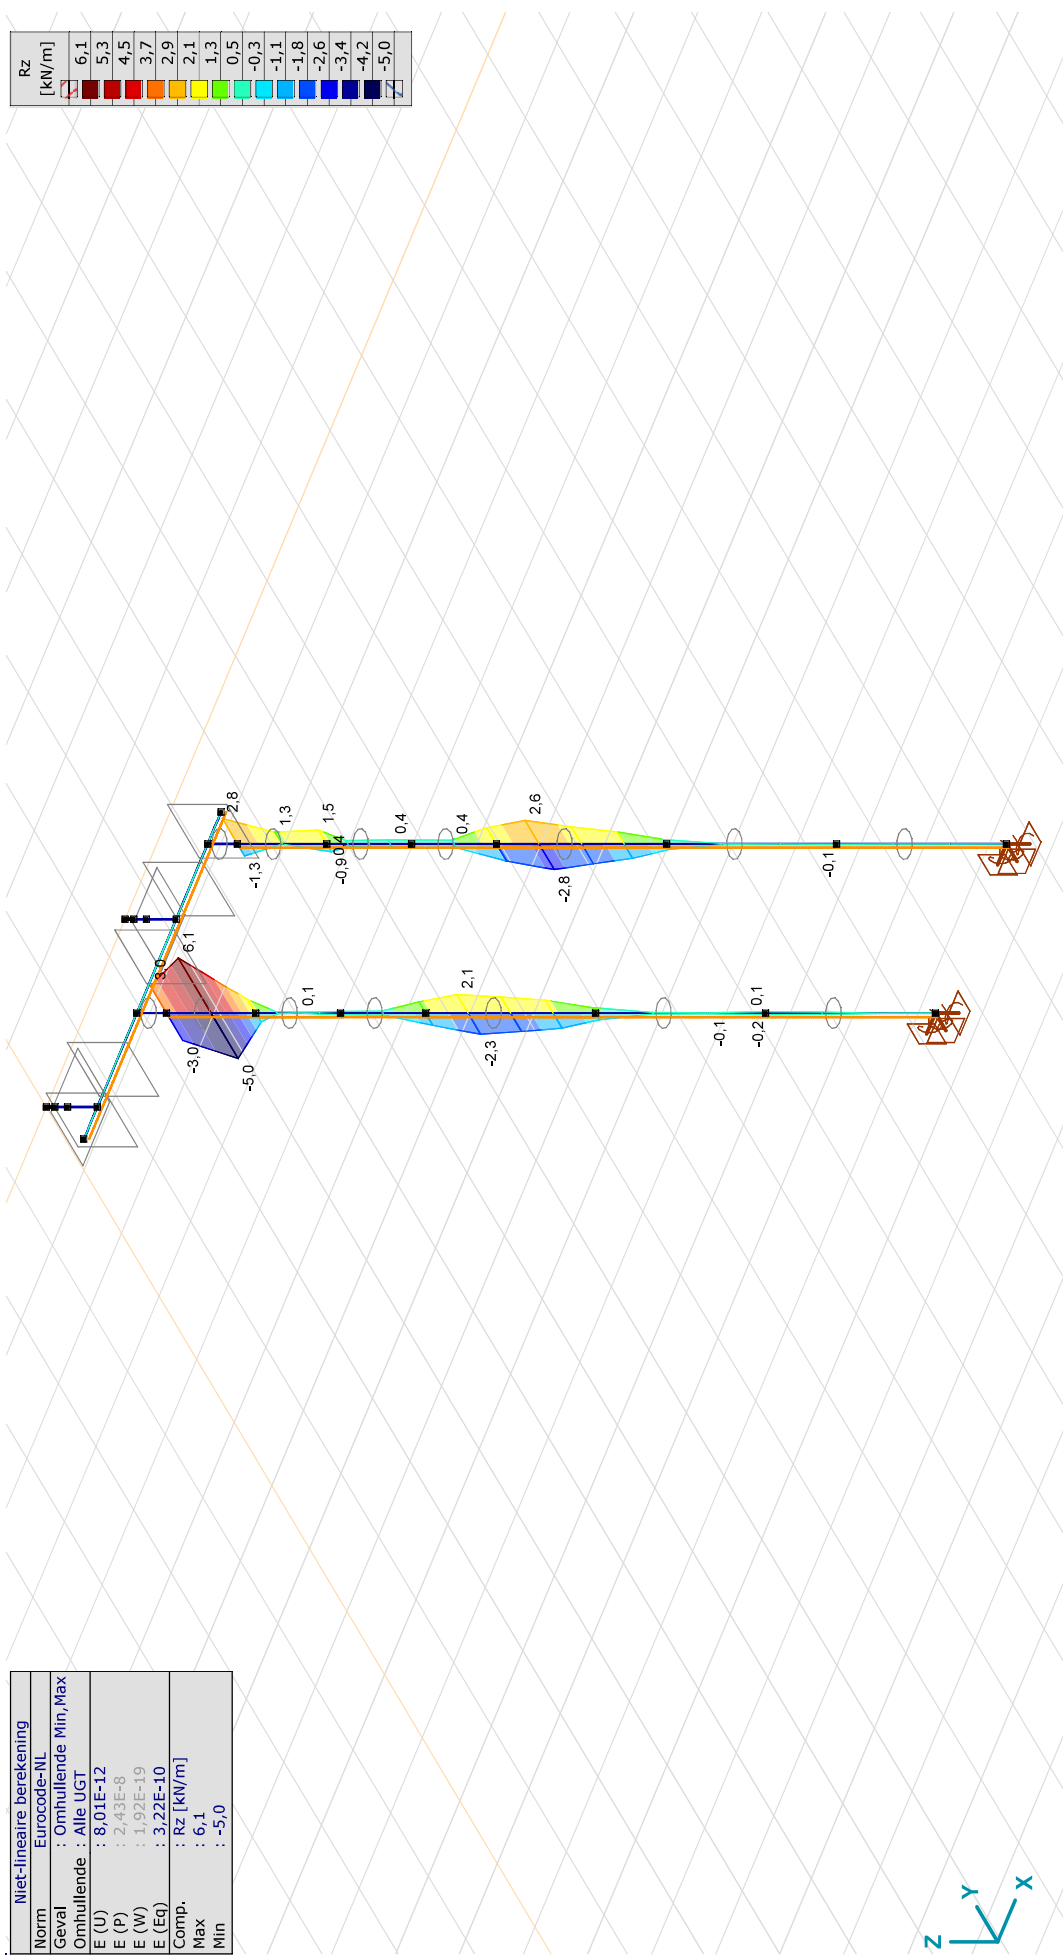 Niet-lineaire berekening
Norm Eurocode-NL
Geval : Omhullende Min,Max
Omhullende : Alle UGT
E (U) : 8,01E-12
E (P) : 2,43E-8
E (W) : 1,92E-19
E (Eq) : 3,22E-10
Comp. : Rz [kN/m]
Max : 6,1
Min : -5,0
Rz
[kN/m]
6,1
5,3
4,5
3,7
2,9
2,1
1,3
0,5
-0,3
-1,1
-1,8
-2,6
-3,4
-4,2
-5,0
3,0
6,1
-3,0
-5,0
0,1
2,1
-2,3
-0,1
-0,2
0,1
2,8
-1,3
1,3
1,5
-0,9
0,4
0,4
0,4
2,6
-2,8
-0,1
Z
Y
X